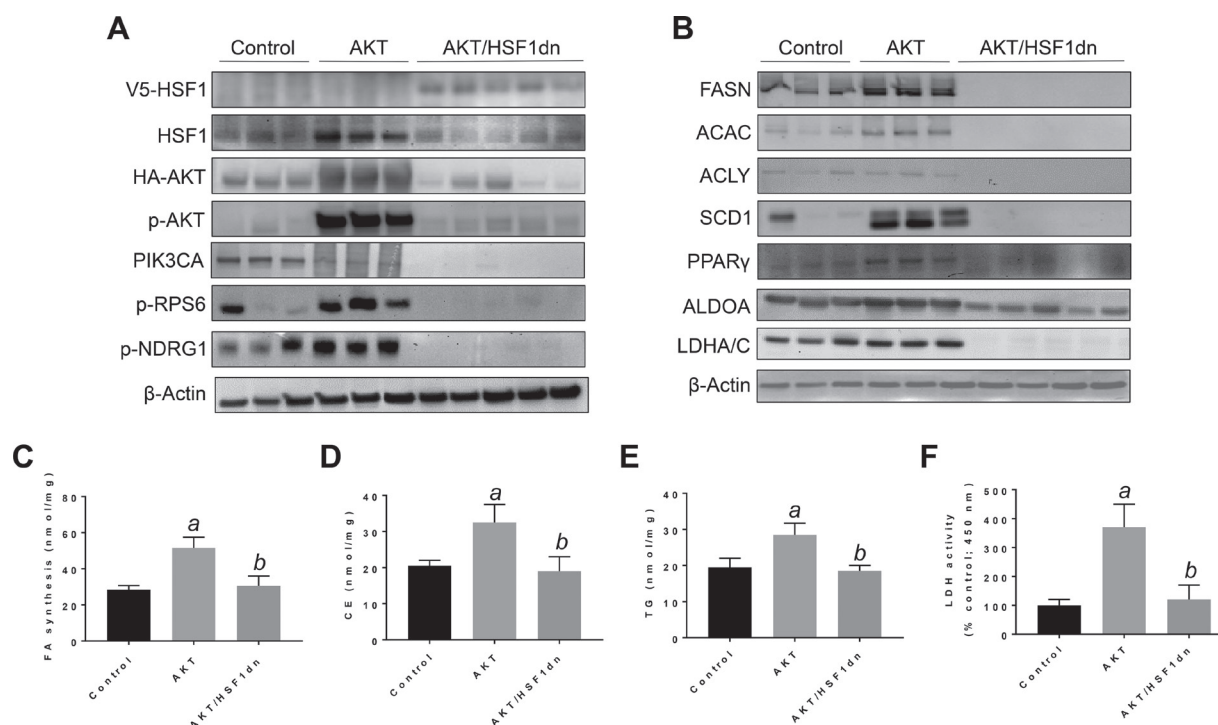 A
Control AKT AKT/HSF1dn
V5-HSF1
HSF1
HA-AKT
p-AKT
PIK3CA
p-RPS6
p-NDRG1
β-Actin
B
Control AKT AKT/HSF1dn
FASN
ACAC
ACLY
SCD1
PPARγ
ALDOA
LDHA/C
β-Actin
C
FA synthesis (nmol/mg)
80
60
40
20
0
a
b
Control
AKT
AKT/HSF1dn
D
CE (nmol/mg)
40
30
20
10
0
a
b
Control
AKT
AKT/HSF1dn
E
TG (nmol/mg)
40
30
20
10
0
a
b
Control
AKT
AKT/HSF1dn
F
LDH activity
(% control; 450 nm)
500
400
300
200
100
0
a
b
Control
AKT
AKT/HSF1dn